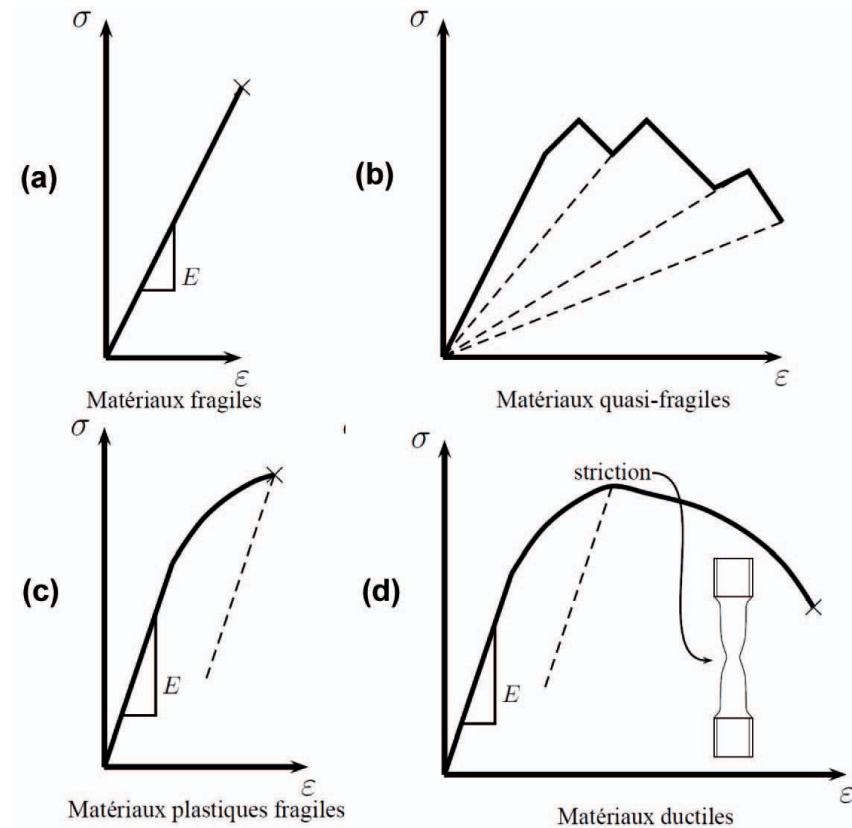 σ
(a)
E
ε
Matériaux fragiles
σ
(b)
ε
Matériaux quasi-fragiles
σ
(c)
E
ε
Matériaux plastiques fragiles
σ
striction
(d)
E
ε
Matériaux ductiles